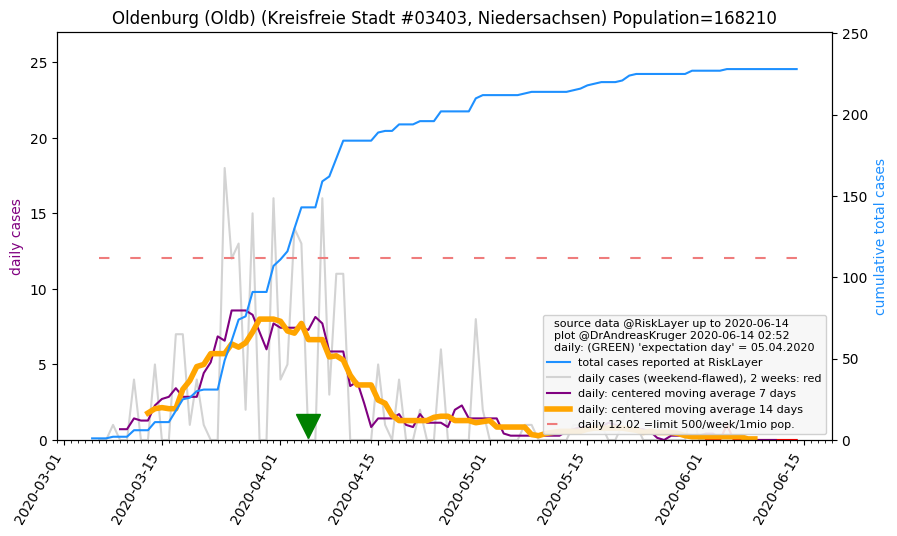 Oldenburg (Oldb) (Kreisfreie Stadt #03403, Niedersachsen) Population=168210
daily cases
25
20
15
10
5
0
cumulative total cases
250
200
150
100
50
0
source data @RiskLayer up to 2020-06-14
plot @DrAndreasKruger 2020-06-14 02:52
daily: (GREEN) 'expectation day' = 05.04.2020
total cases reported at RiskLayer
daily cases (weekend-flawed), 2 weeks: red
daily: centered moving average 7 days
daily: centered moving average 14 days
daily 12.0 =limit 500/week/1mio pop.
2020-03-01
2020-03-15
2020-04-01
2020-04-15
2020-05-01
2020-05-15
2020-06-01
2020-06-15